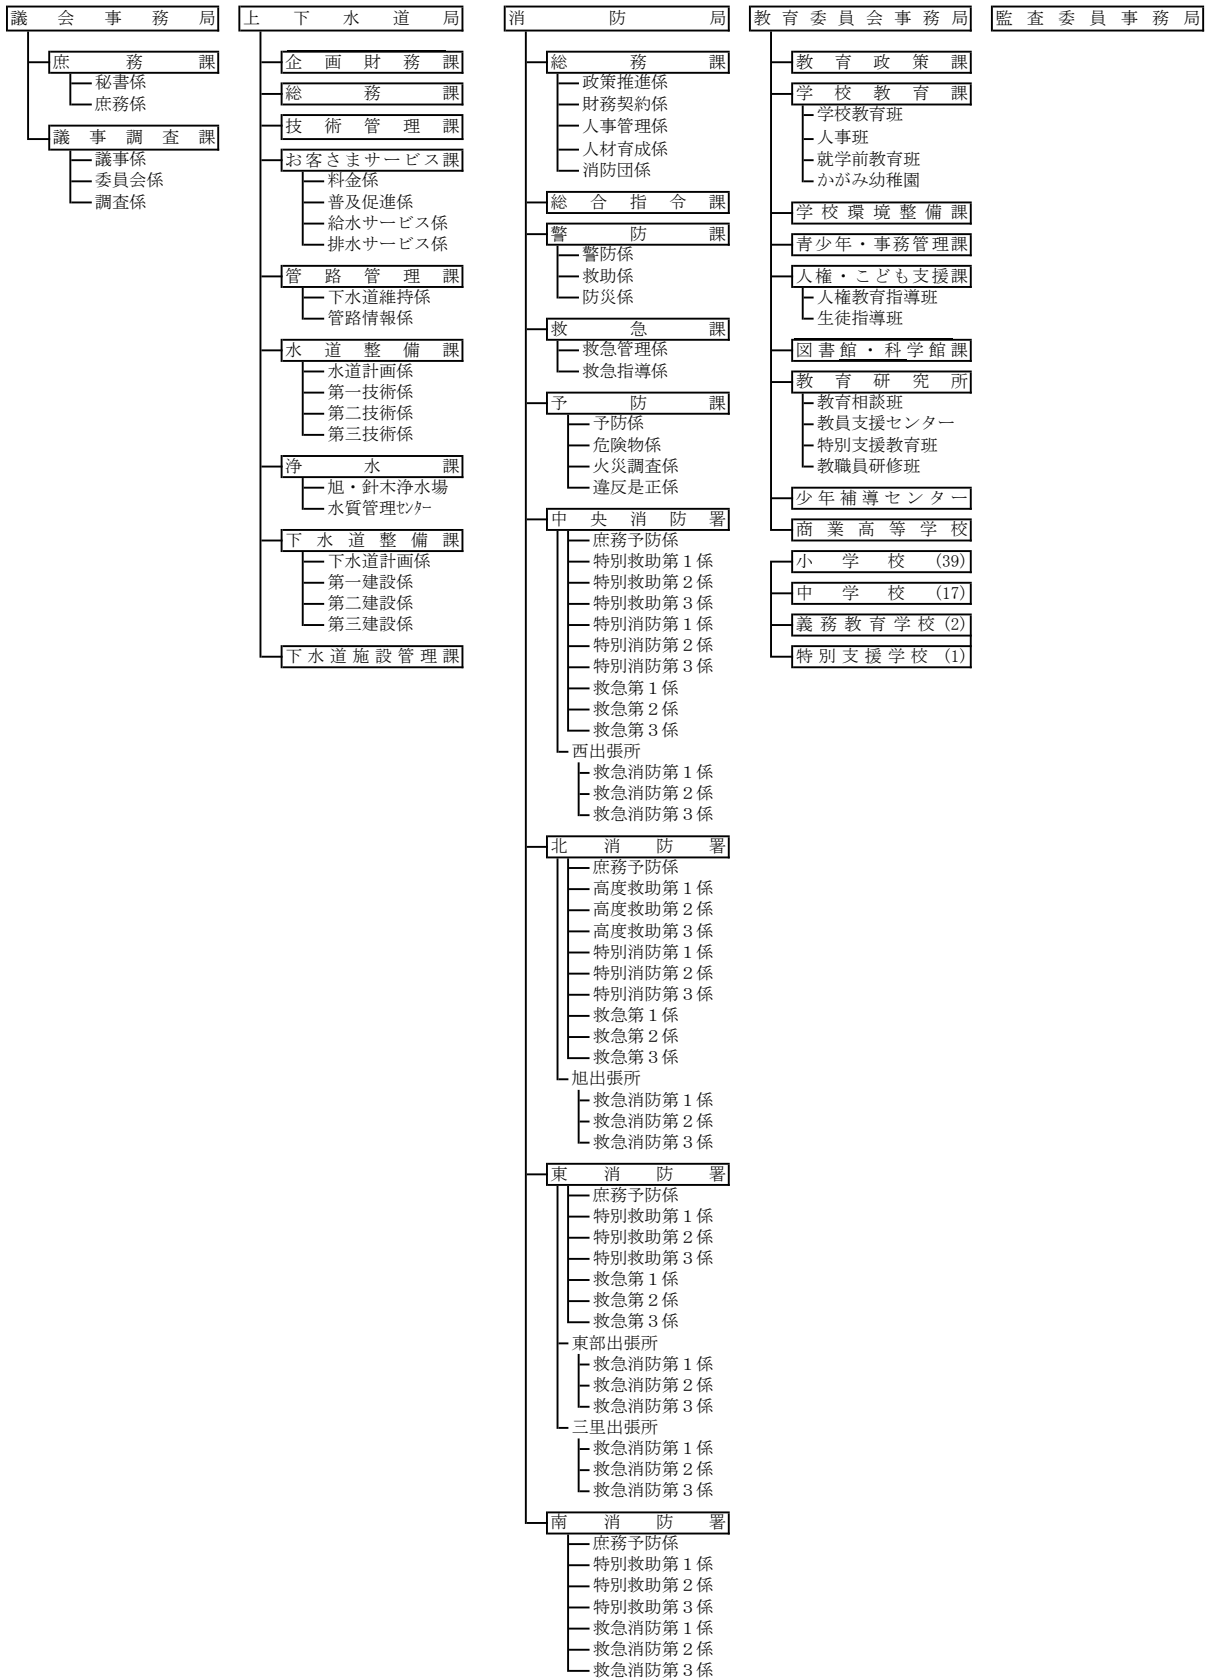 議会事務局
庶務課
秘書係
庶務係
議事調査課
議事係
委員会係
調査係
上下水道局
企画財務課
総務課
技術管理課
お客さまサービス課
料金係
普及促進係
給水サービス係
排水サービス係
管路管理課
下水道維持係
管路情報係
水道整備課
水道計画係
第一技術係
第二技術係
第三技術係
浄水課
旭・針木浄水場
水質管理ｾﾝﾀｰ
下水道整備課
下水道計画係
第一建設係
第二建設係
第三建設係
下水道施設管理課
消防局
総務課
政策推進係
財務契約係
人事管理係
人材育成係
消防団係
総合指令課
警防課
警防係
救助係
防災係
救急課
救急管理係
救急指導係
予防課
予防係
危険物係
火災調査係
違反是正係
中央消防署
庶務予防係
特別救助第１係
特別救助第２係
特別救助第３係
特別消防第１係
特別消防第２係
特別消防第３係
救急第１係
救急第２係
救急第３係
西出張所
救急消防第１係
救急消防第２係
救急消防第３係
北消防署
庶務予防係
高度救助第１係
高度救助第２係
高度救助第３係
特別消防第１係
特別消防第２係
特別消防第３係
救急第１係
救急第２係
救急第３係
旭出張所
救急消防第１係
救急消防第２係
救急消防第３係
東消防署
庶務予防係
特別救助第１係
特別救助第２係
特別救助第３係
救急第１係
救急第２係
救急第３係
東部出張所
救急消防第１係
救急消防第２係
救急消防第３係
三里出張所
救急消防第１係
救急消防第２係
救急消防第３係
南消防署
庶務予防係
特別救助第１係
特別救助第２係
特別救助第３係
救急消防第１係
救急消防第２係
救急消防第３係
教育委員会事務局
教育政策課
学校教育課
学校教育班
人事班
就学前教育班
かがみ幼稚園
学校環境整備課
青少年・事務管理課
人権・こども支援課
人権教育指導班
生徒指導班
図書館・科学館課
教育研究所
教育相談班
教員支援センター
特別支援教育班
教職員研修班
少年補導センター
商業高等学校
小学校 (39)
中学校 (17)
義務教育学校 (2)
特別支援学校 (1)
監査委員事務局